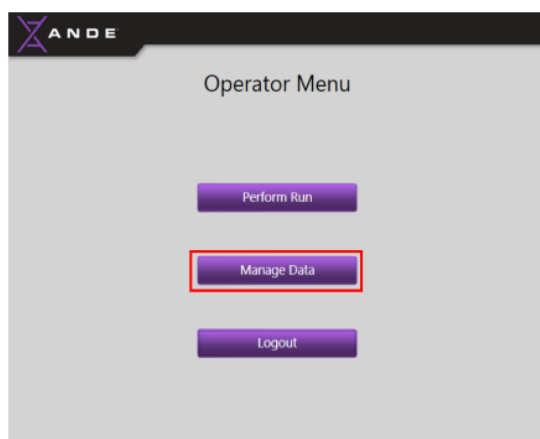 ANDE
Operator Menu
Perform Run
Manage Data
Logout